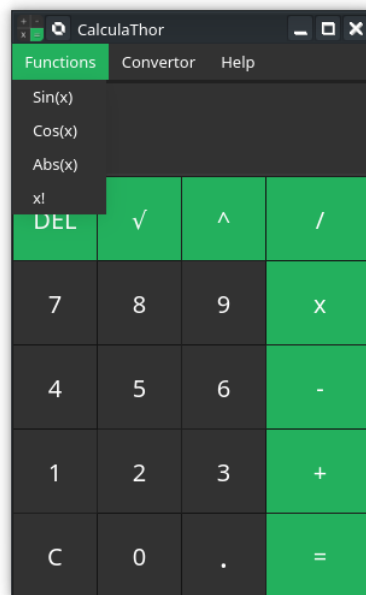 CalculaThor
Functions Convertor Help
Sin(x)
Cos(x)
Abs(x)
x!
DEL √ ^ /
7 8 9 x
4 5 6 -
1 2 3 +
C 0 . =